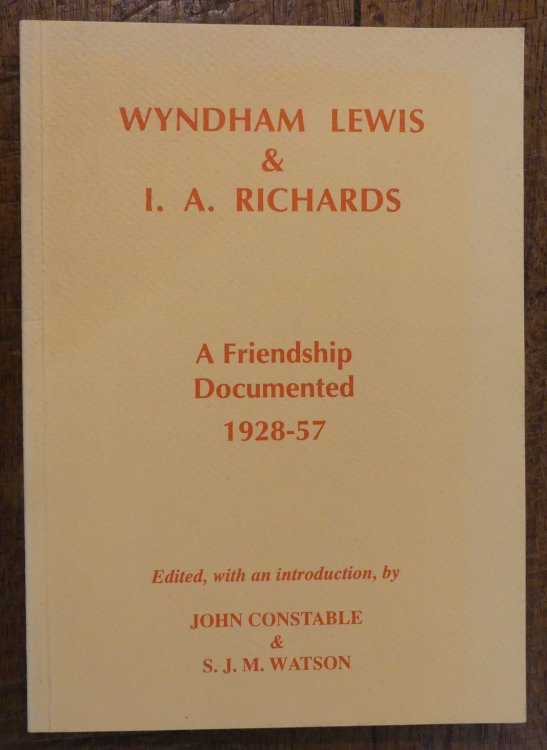 WYNDHAM LEWIS
&
I. A. RICHARDS
A Friendship
Documented
1928-57
Edited, with an introduction, by
JOHN CONSTABLE
&
S. J. M. WATSON